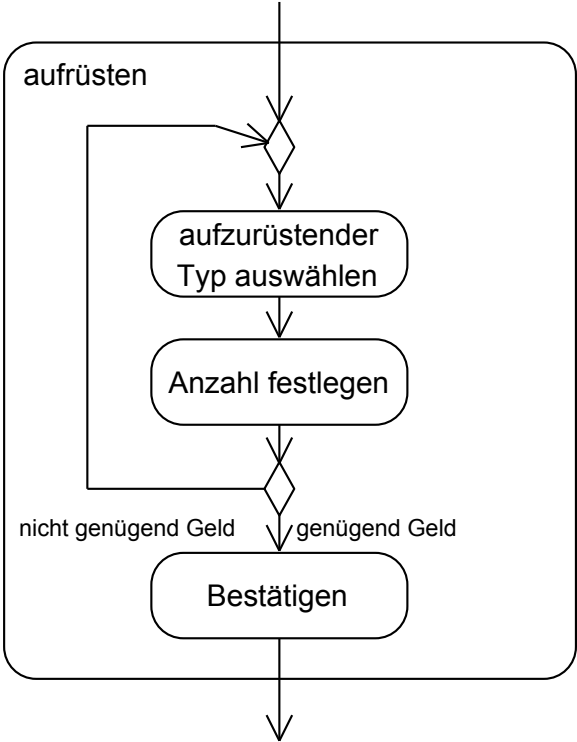 aufrüsten
aufzurüstender
Typ auswählen
Anzahl festlegen
nicht genügend Geld
genügend Geld
Bestätigen